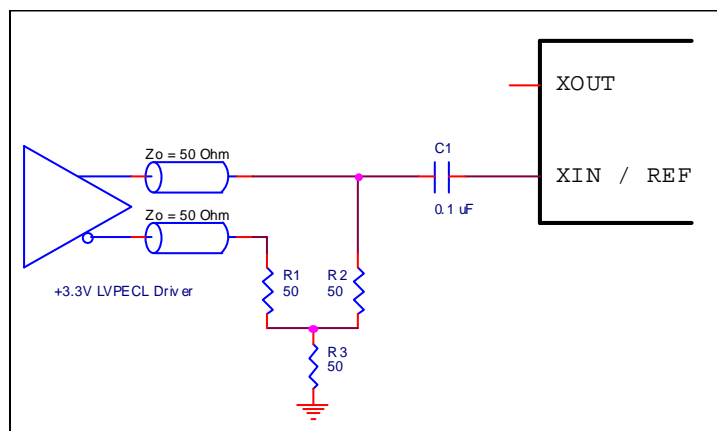 XOUT
Zo = 50 Ohm
C1
XIN / REF
0.1 uF
Zo = 50 Ohm
R1
50
R2
50
+3.3V LVPECL Driver
R3
50